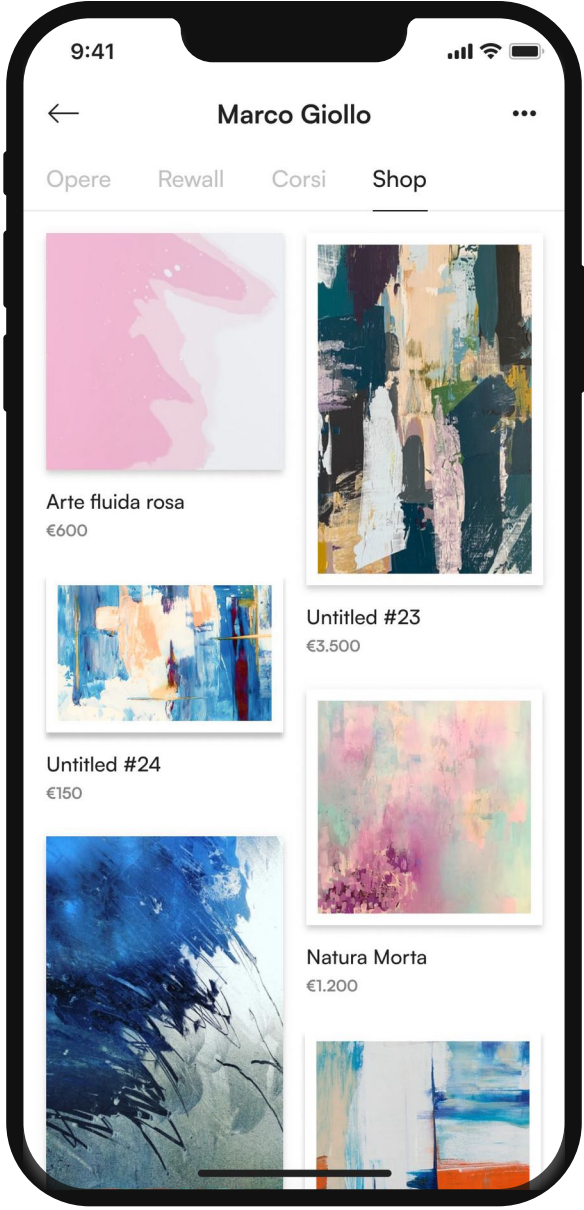 9:41
Marco Giollo
Opere Rewall Corsi Shop
Arte fluida rosa
€600
Untitled #23
€3.500
Untitled #24
€150
Natura Morta
€1.200